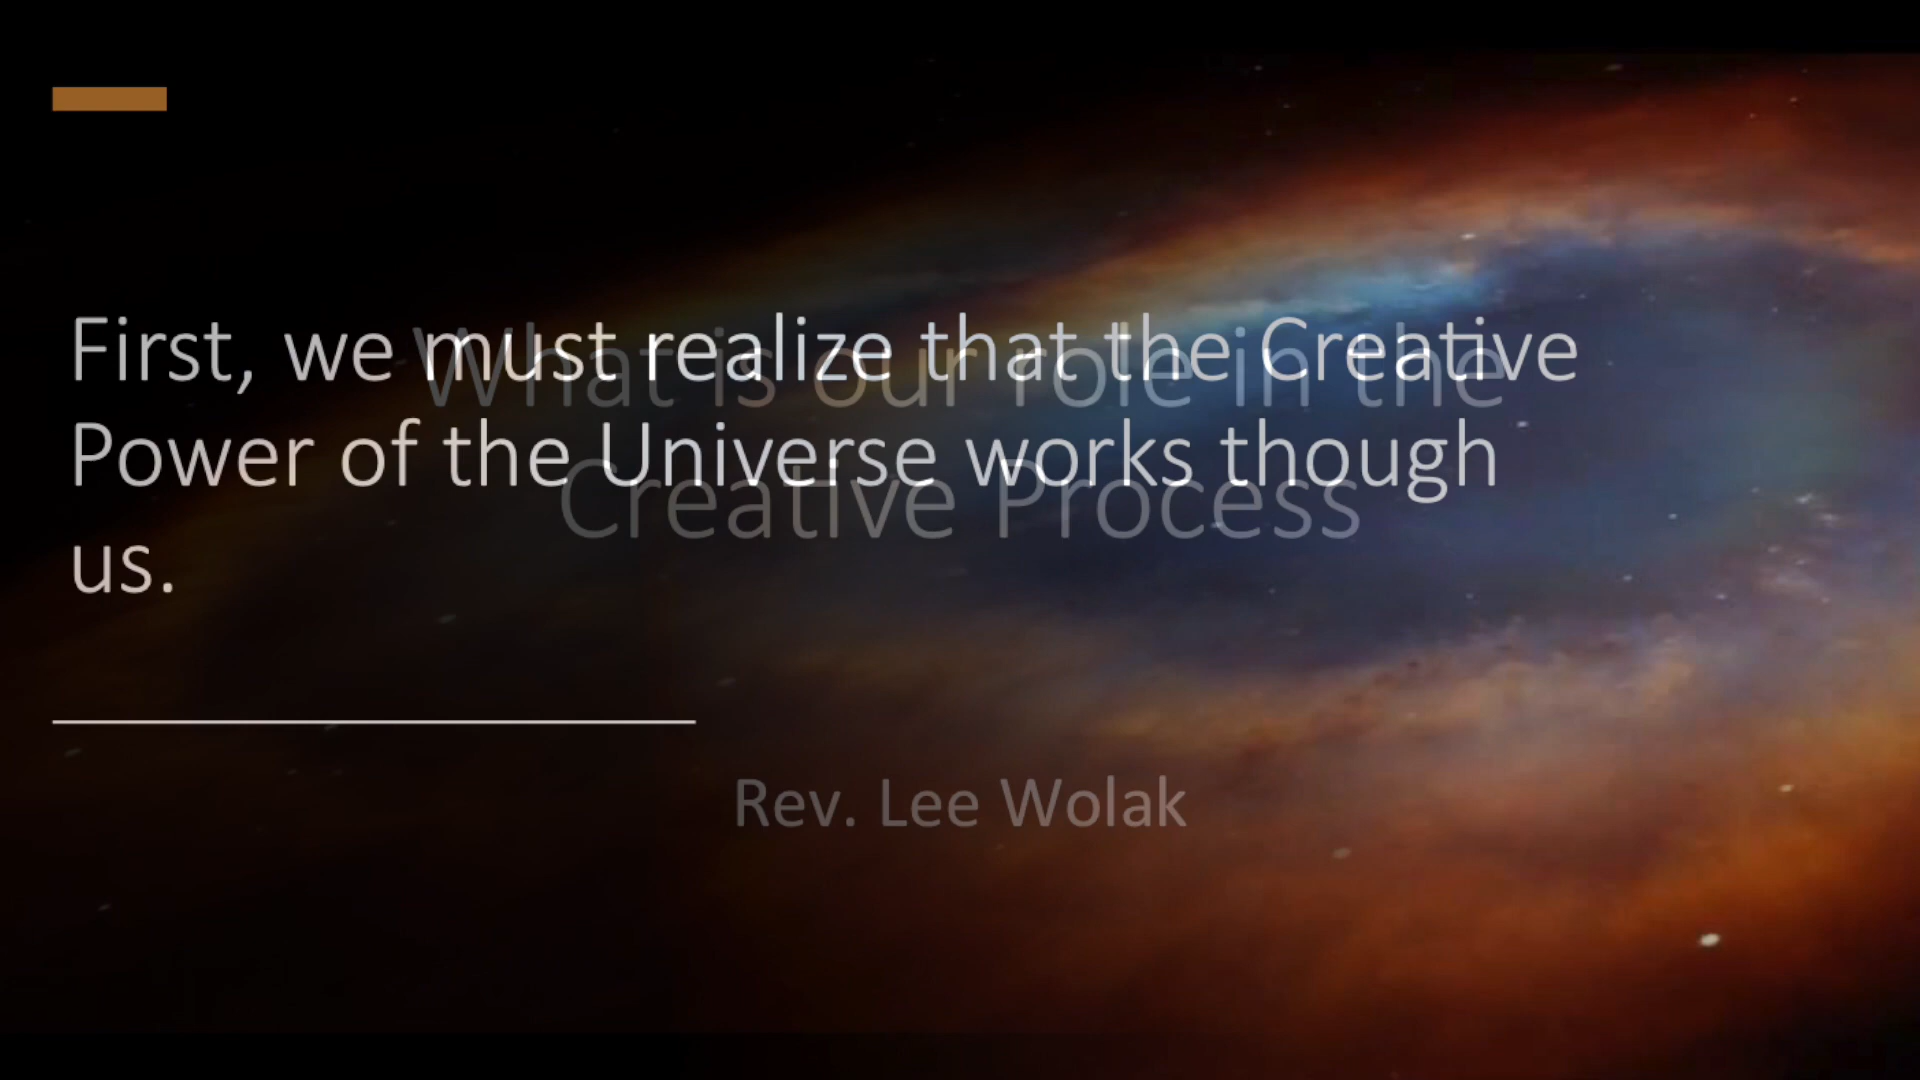 First, we must realize that the Creative
Power of the Universe works though
us.
What is our role in the
Creative Process
Rev. Lee Wolak